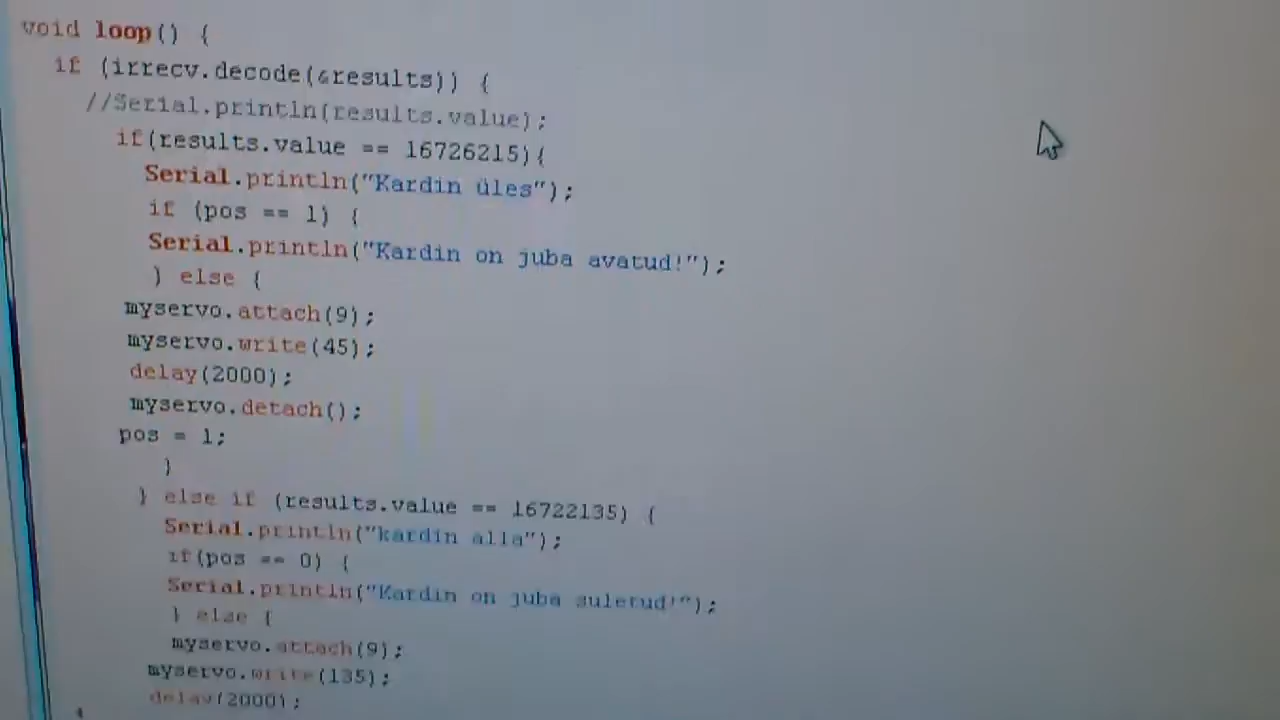 void loop() {
if (irrecv.decode(&results)) {
//Serial.println(results.value);
if(results.value == 16726215){
Serial.println("Kardin üles");
if (pos == 1) {
Serial.println("Kardin on juba avatud!");
} else {
myservo.attach(9);
myservo.write(45);
delay(2000);
myservo.detach();
pos = 1;
}
} else if (results.value == 16722135) {
Serial.println("kardin alla");
if(pos == 0) {
Serial.println("Kardin on juba suletud!");
} else {
myservo.attach(9);
myservo.write(135);
delay(2000);